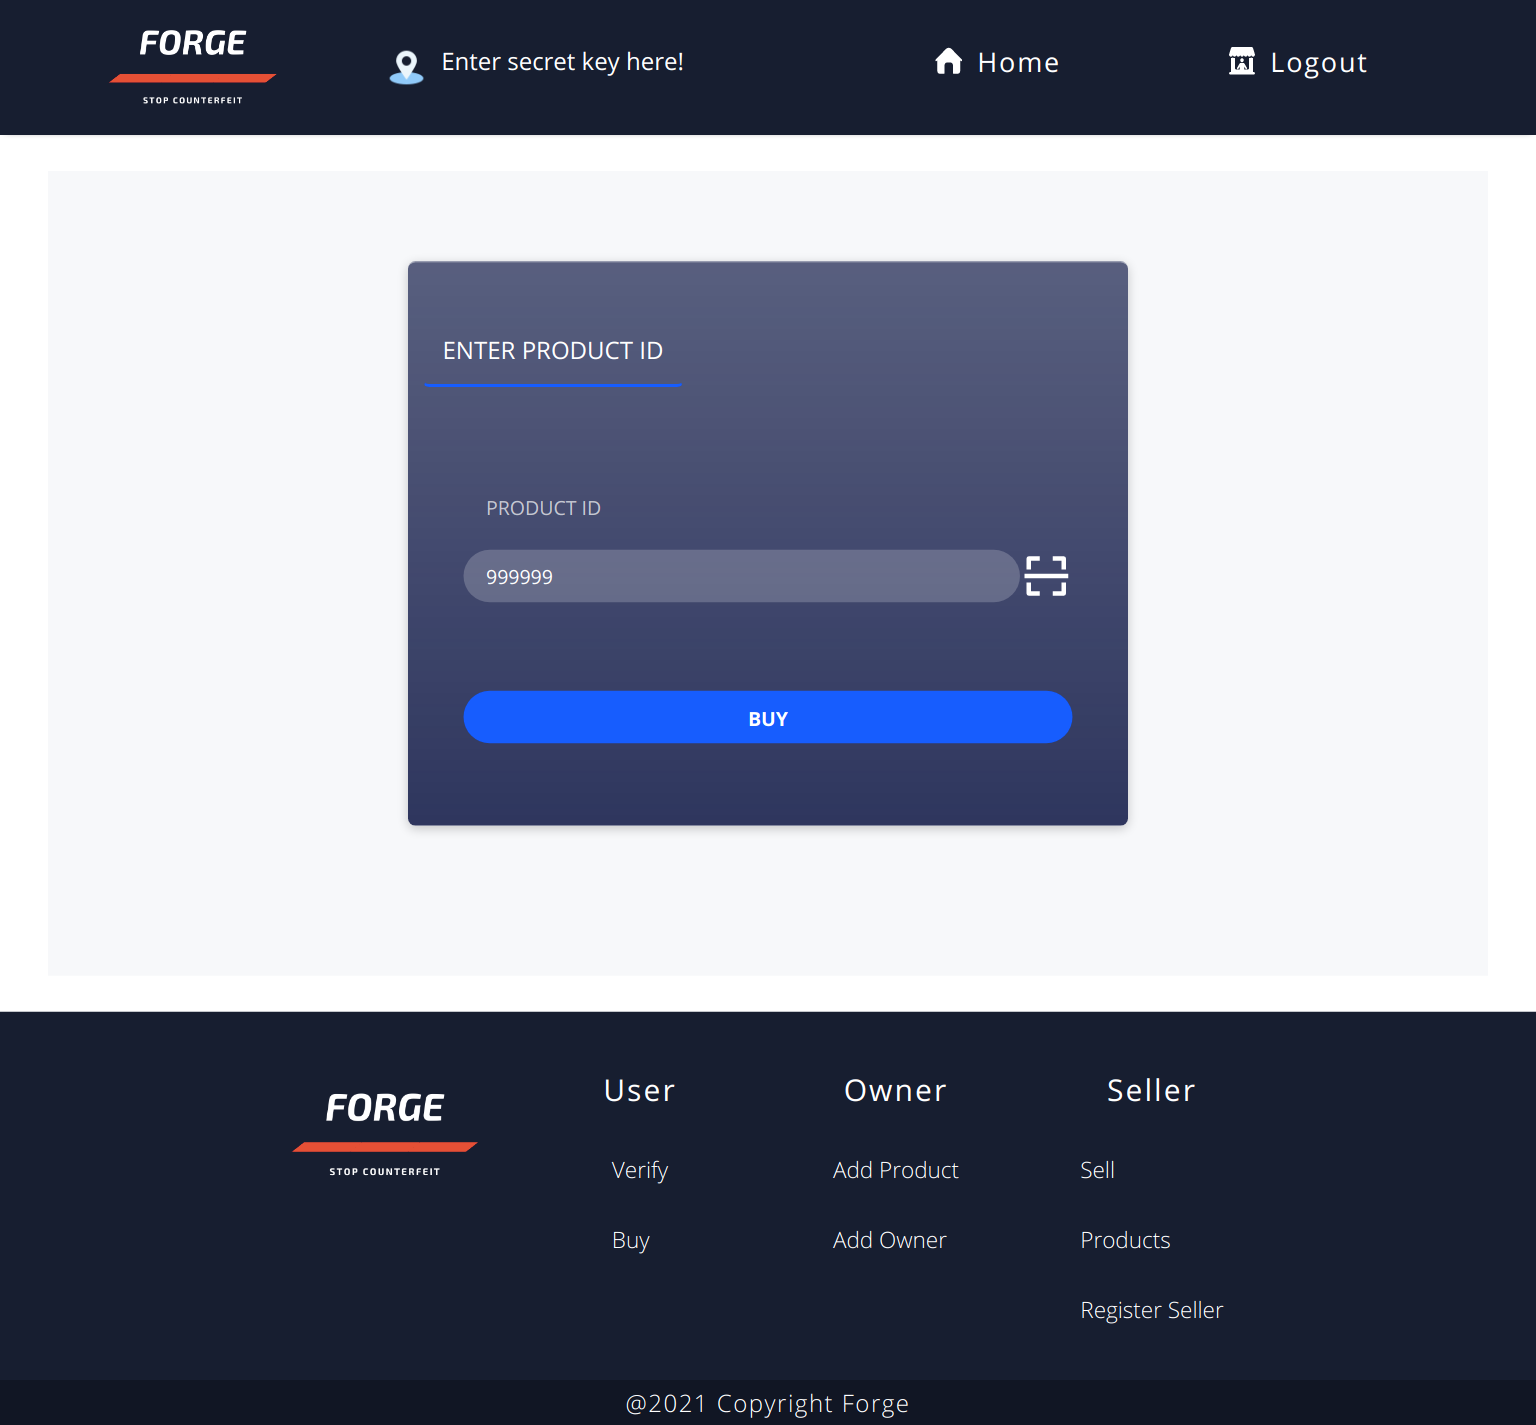 FORGE
STOP COUNTERFEIT
Enter secret key here!
Home
Logout
ENTER PRODUCT ID
PRODUCT ID
999999
BUY
FORGE
STOP COUNTERFEIT
User
Verify
Buy
Owner
Add Product
Add Owner
Seller
Sell
Products
Register Seller
@2021 Copyright Forge